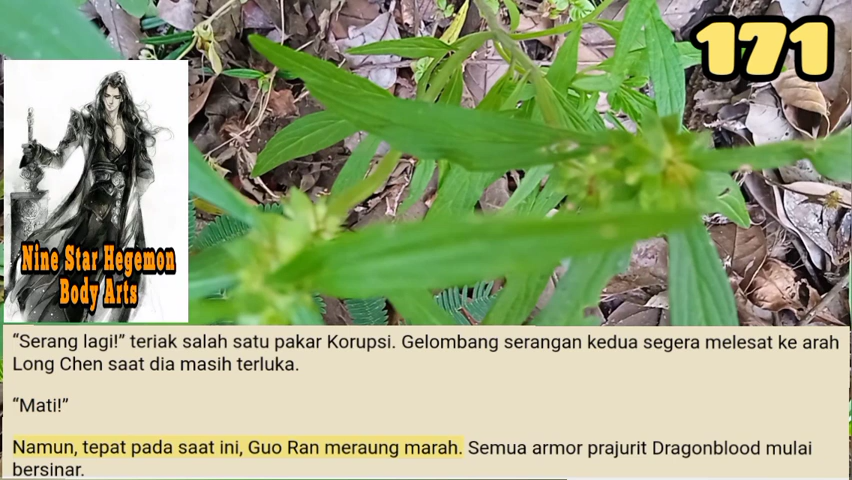 171
Nine Star Hegemon
Body Arts
“Serang lagi!” teriak salah satu pakar Korupsi. Gelombang serangan kedua segera melesat ke arah
Long Chen saat dia masih terluka.
“Mati!”
Namun, tepat pada saat ini, Guo Ran meraung marah. Semua armor prajurit Dragonblood mulai
bersinar.